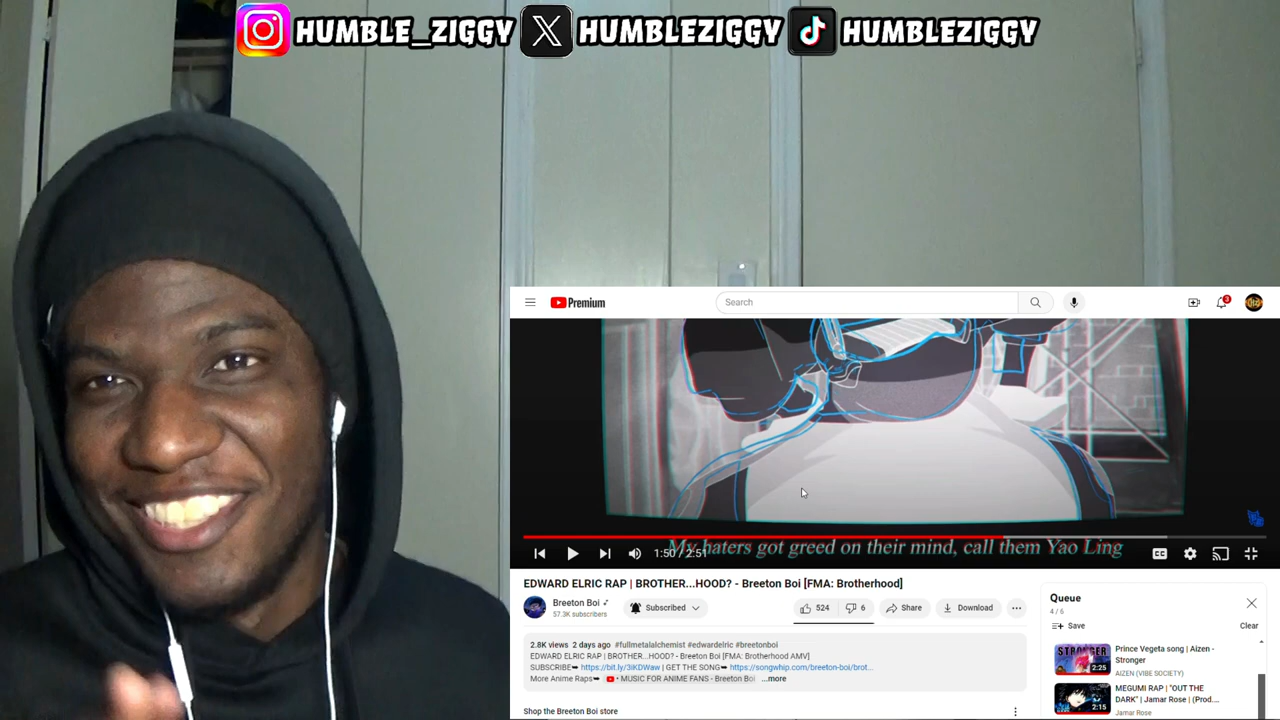 HUMBLE_ZIGGY HUMBLEZIGGY HUMBLEZIGGY
Premium
Search
3
My haters got greed on their mind, call them Yao Ling
1:50 / 2:51
CC
EDWARD ELRIC RAP | BROTHER...HOOD? - Breeton Boi [FMA: Brotherhood]
Breeton Boi
57.3K subscribers
Subscribed
524
6
Share
Download
2.8K views 2 days ago #fullmetalalchemist #edwardelric #breetonboi
EDWARD ELRIC RAP | BROTHER...HOOD? - Breeton Boi [FMA: Brotherhood AMV]
SUBSCRIBE➥ https://bit.ly/3iKDWaw | GET THE SONG➥ https://songwhip.com/breeton-boi/brot...
More Anime Raps➥ • MUSIC FOR ANIME FANS - Breeton Boi ...more
Shop the Breeton Boi store
Queue
4 / 6
Save
Clear
STRONGER
2:25
Prince Vegeta song | Aizen -
Stronger
AIZEN (VIBE SOCIETY)
2:15
MEGUMI RAP | "OUT THE
DARK" | Jamar Rose | (Prod....
Jamar Rose